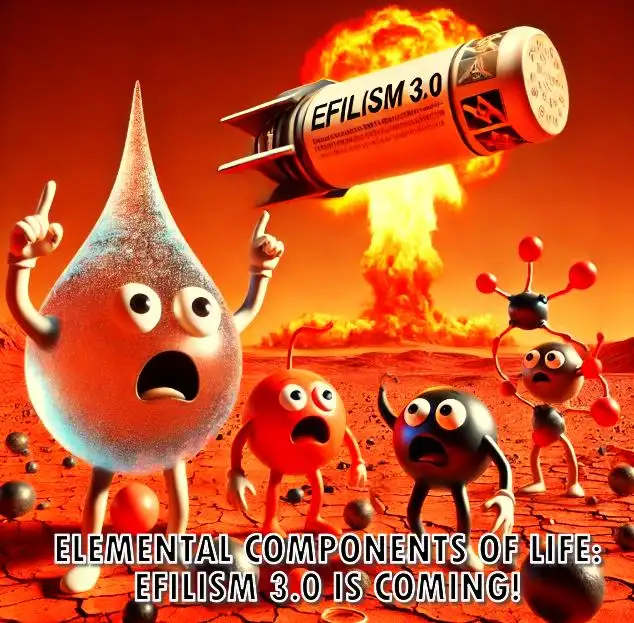 EFILISM 3.0
ELEMENTAL COMPONENTS OF LIFE:
EFILISM 3.0 IS COMING!